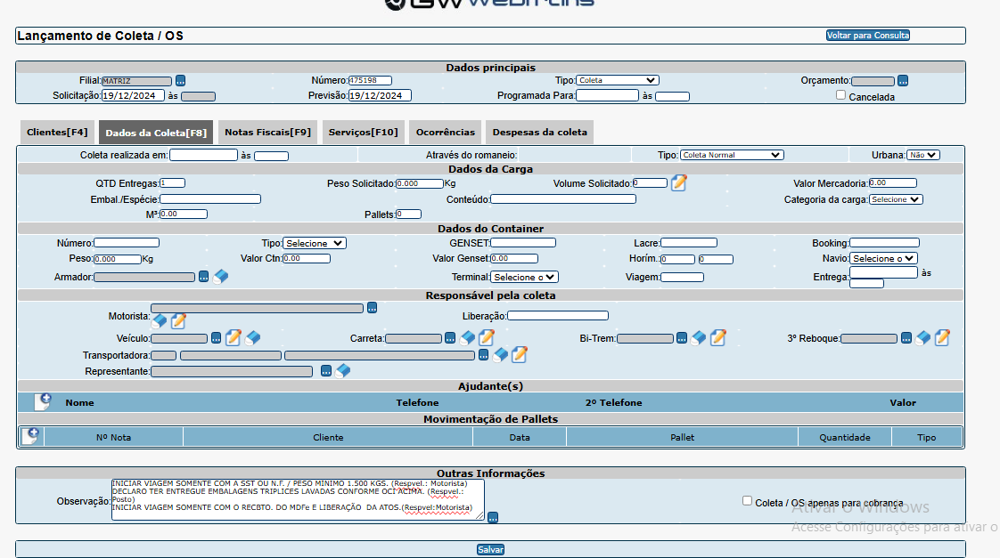 Lançamento de Coleta / OS Voltar para Consulta
Dados principais
Filial: MATRIZ ... Número: 475198 Tipo: Coleta Orçamento: ...
Solicitação: 19/12/2024 às Previsão: 19/12/2024 Programada Para: às Cancelada
Clientes[F4] Dados da Coleta[F8] Notas Fiscais[F9] Serviços[F10] Ocorrências Despesas da coleta
Coleta realizada em: às Através do romaneio: Tipo: Coleta Normal Urbana: Não
Dados da Carga
QTD Entregas: 1 Peso Solicitado: 0.000 Kg Volume Solicitado: 0 Valor Mercadoria: 0.00
Embal./Espécie: Conteúdo: Categoria da carga: Selecione
M³: 0.00 Pallets: 0
Dados do Container
Número: Tipo: Selecione GENSET: Lacre: Booking:
Peso: 0.000 Kg Valor Ctn: 0.00 Valor Genset: 0.00 Horím.: 0 0 Navio: Selecione o
Armador: ... Terminal: Selecione o Viagem: Entrega: às
Responsável pela coleta
Motorista: ... Liberação:
Veículo: ... Carreta: ... Bi-Trem: ... 3º Reboque: ...
Transportadora: ...
Representante: ...
Ajudante(s)
Nome Telefone 2º Telefone Valor
Movimentação de Pallets
Nº Nota Cliente Data Pallet Quantidade Tipo
Outras Informações
Observação: INICIAR VIAGEM SOMENTE COM A SST OU N.F. / PESO MINIMO 1.500 KGS. (Respvel.: Motorista)
DECLARO TER ENTREGUE EMBALAGENS TRIPLICES LAVADAS CONFORME OCI ACIMA. (Respvel.:
Posto)
INICIAR VIAGEM SOMENTE COM O RECBTO. DO MDFe E LIBERAÇÃO DA ATOS.(Respvel:Motorista)
...
Coleta / OS apenas para cobrança
Ativar o Windows
Acesse Configurações para ativar o
Salvar